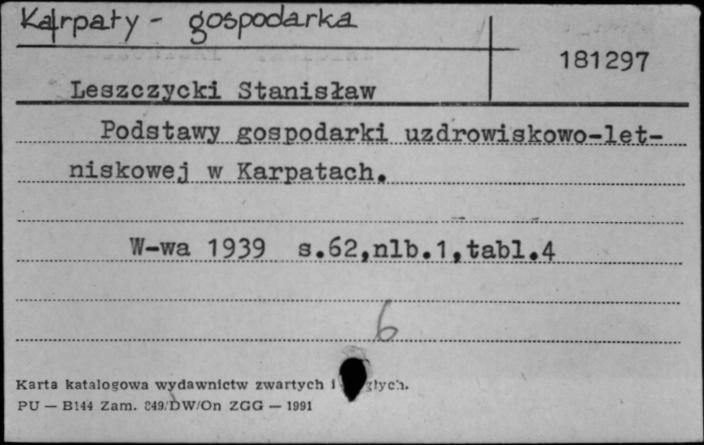 Karpaty - gospodarka
181297
Leszczycki Stanisław
Podstawy gospodarki uzdrowiskowo-let-
niskowej w Karpatach.
W-wa 1939 s.62,nlb.1,tabl.4
6
Karta katalogowa wydawnictw zwartych i
PU — B144 Zam. 849/DW/On ZGG — 1991